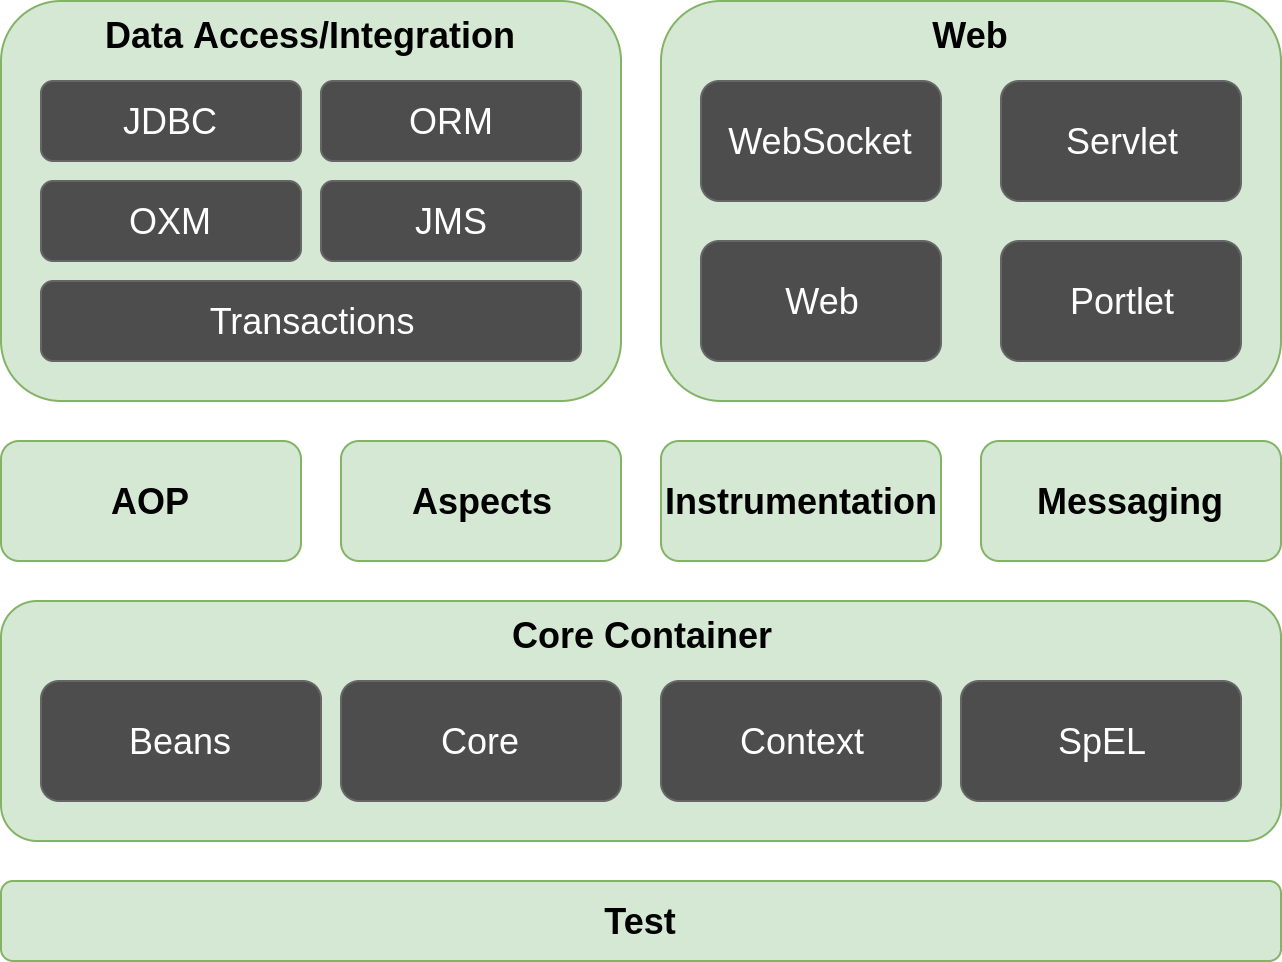 Data Access/Integration
JDBC
ORM
OXM
JMS
Transactions
Web
WebSocket
Servlet
Web
Portlet
AOP
Aspects
Instrumentation
Messaging
Core Container
Beans
Core
Context
SpEL
Test